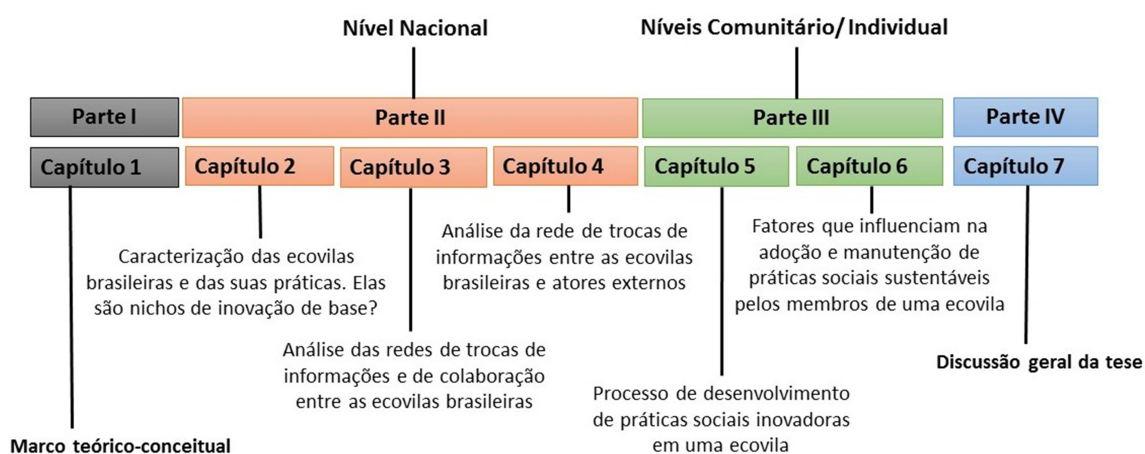 Nível Nacional
Níveis Comunitário/ Individual
Parte I
Parte II
Parte III
Parte IV
Capítulo 1
Capítulo 2
Capítulo 3
Capítulo 4
Capítulo 5
Capítulo 6
Capítulo 7
Marco teórico-conceitual
Caracterização das ecovilas
brasileiras e das suas práticas. Elas
são nichos de inovação de base?
Análise das redes de trocas de
informações e de colaboração
entre as ecovilas brasileiras
Análise da rede de trocas de
informações entre as ecovilas
brasileiras e atores externos
Processo de desenvolvimento
de práticas sociais inovadoras
em uma ecovila
Fatores que influenciam na
adoção e manutenção de
práticas sociais sustentáveis
pelos membros de uma ecovila
Discussão geral da tese